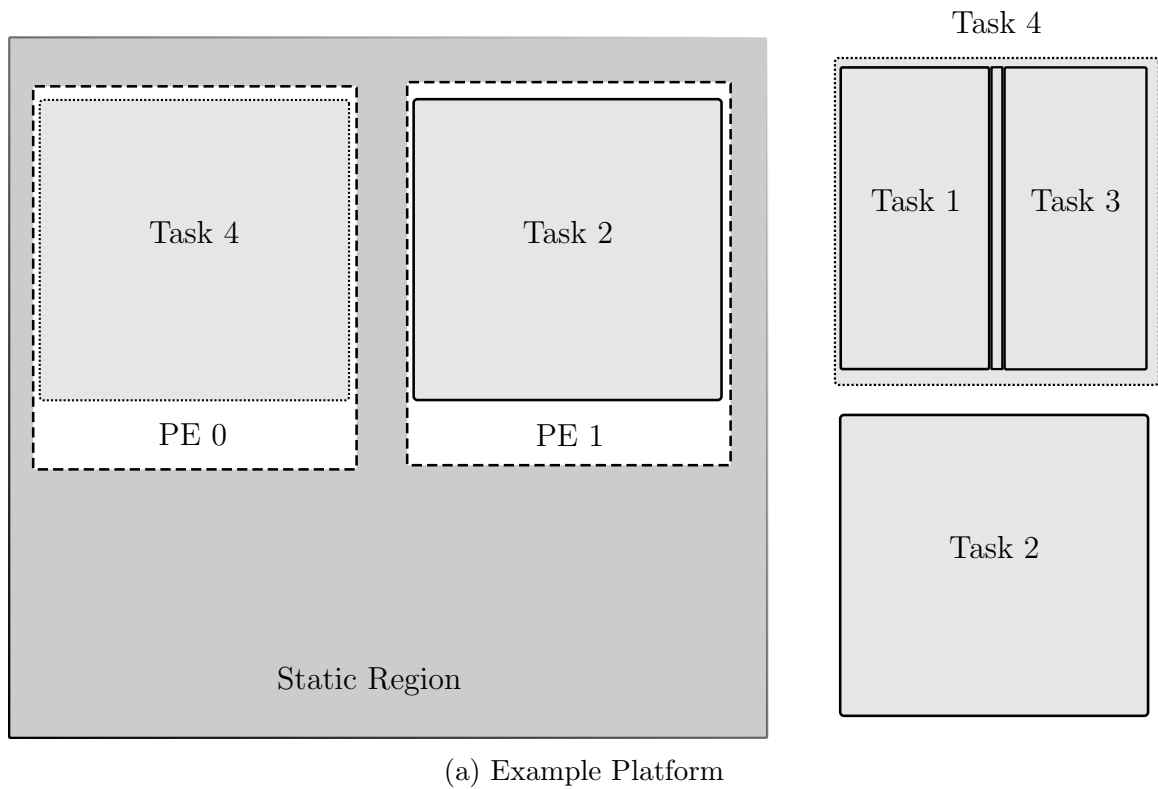 Task 4
Task 1
Task 3
Task 4
Task 2
PE 0
PE 1
Task 2
Static Region
(a) Example Platform